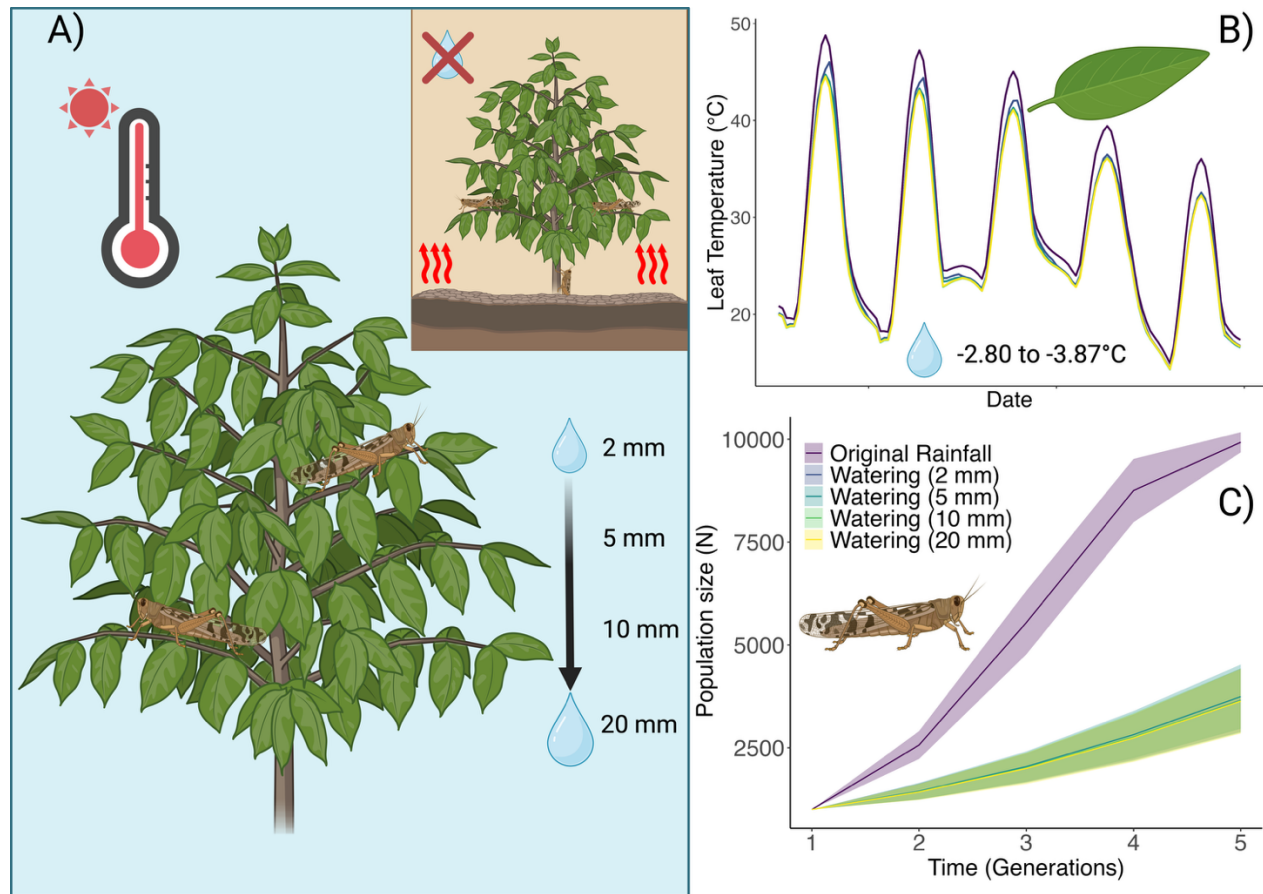 A)
2 mm
5 mm
10 mm
20 mm
B)
Leaf Temperature (°C)
50
40
30
20
-2.80 to -3.87°C
Date
C)
Population size (N)
10000
7500
5000
2500
Original Rainfall
Watering (2 mm)
Watering (5 mm)
Watering (10 mm)
Watering (20 mm)
1 2 3 4 5
Time (Generations)